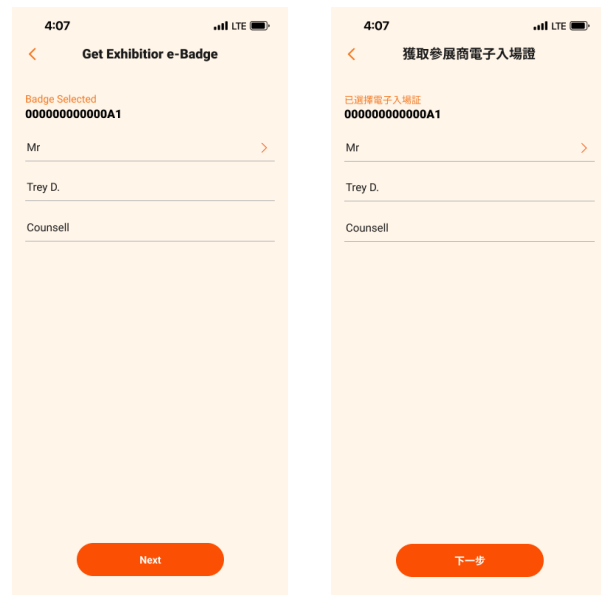 4:07
LTE
Get Exhibitior e-Badge
Badge Selected
000000000000A1
Mr
Trey D.
Counsell
Next
4:07
LTE
獲取參展商電子入場證
已選擇電子入場証
000000000000A1
Mr
Trey D.
Counsell
下一步